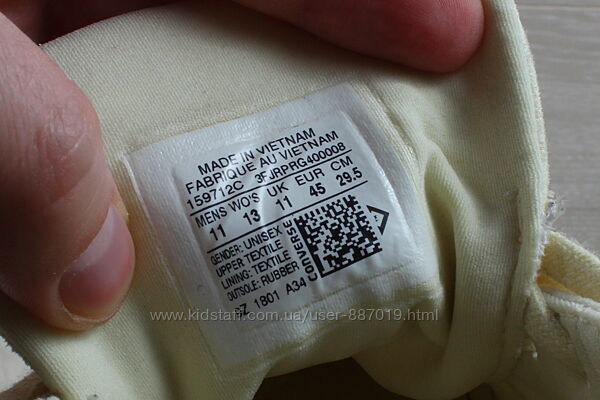 MADE IN VIETNAM
FABRIQUE AU VIETNAM
159712C 3FJRPRG400008
MENS WO'S UK EUR CM
11 13 11 45 29.5
GENDER: UNISEX
UPPER TEXTILE
LINING: TEXTILE
OUTSOLE: RUBBER
CONVERSE
1801 A34
www.kidstaff.com.ua/user-887019.html